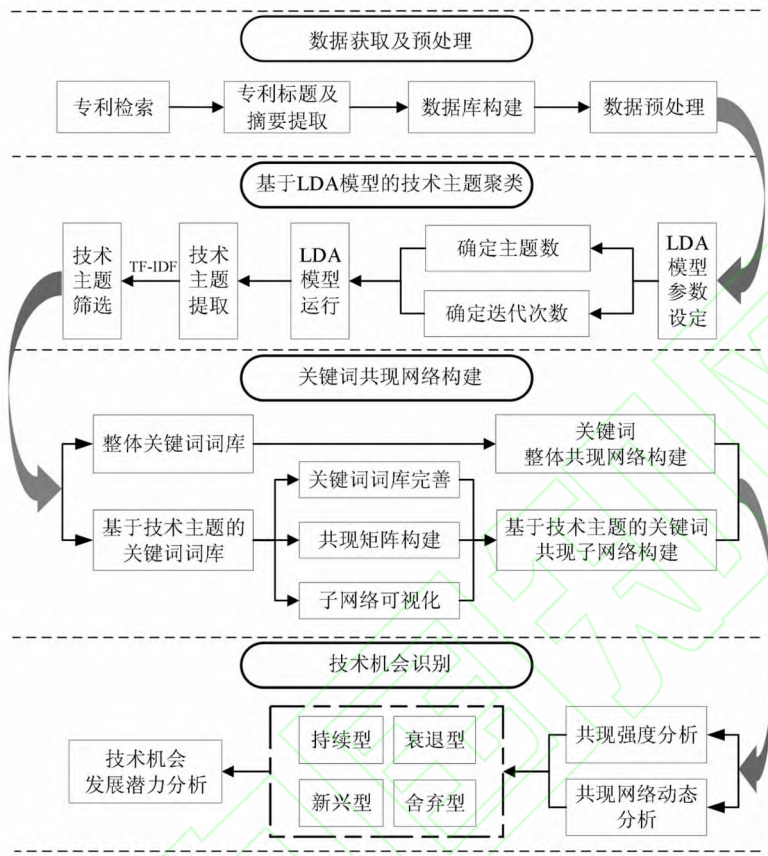 数据获取及预处理
专利检索
专利标题及
摘要提取
数据库构建
数据预处理
基于LDA模型的技术主题聚类
技术
主题
筛选
TF-IDF
技术
主题
提取
LDA
模型
运行
确定主题数
确定迭代次数
LDA
模型
参数
设定
关键词共现网络构建
整体关键词词库
关键词
整体共现网络构建
基于技术主题的
关键词词库
关键词词库完善
共现矩阵构建
子网络可视化
基于技术主题的关键词
共现子网络构建
技术机会识别
技术机会
发展潜力分析
持续型
衰退型
新兴型
舍弃型
共现强度分析
共现网络动态
分析